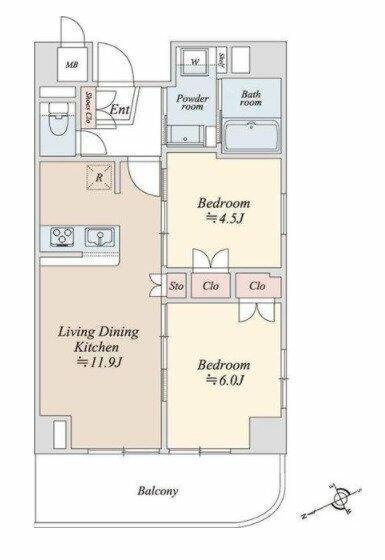 MB
Shoes Clo
Ent
W
Shelf
Powder
room
Bath
room
R
Bedroom
≒4.5J
Sto
Clo
Clo
Living Dining
Kitchen
≒11.9J
Bedroom
≒6.0J
Balcony